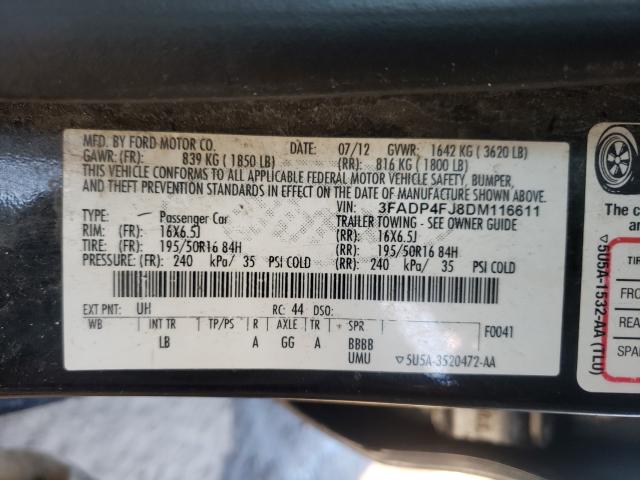 MFD. BY FORD MOTOR CO. DATE: 07/12 GVWR: 1642 KG ( 3620 LB)
GAWR: (FR): 839 KG ( 1850 LB) (RR): 816 KG ( 1800 LB)
THIS VEHICLE CONFORMS TO ALL APPLICABLE FEDERAL MOTOR VEHICLE SAFETY, BUMPER,
AND THEFT PREVENTION STANDARDS IN EFFECT ON THE DATE OF MANUFACTURE SHOWN ABOVE.
VIN: 3FADP4FJ8DM116611
TYPE: Passenger Car TRAILER TOWING - SEE OWNER GUIDE
RIM: (FR) 16X6.5J (RR): 16X6.5J
TIRE: (FR) 195/50R16 84H (RR): 195/50R16 84H
PRESSURE: (FR) 240 kPa/ 35 PSI COLD (RR): 240 kPa/ 35 PSI COLD
EXT PNT: UH RC: 44 DSO:
WB INT TR TP/PS R AXLE TR SPR F0041
LB A GG A BBBB
UMU ▽5U5A-3520472-AA
The c
an
▽5U5A-1532-AA (TLU)
TIF
FRO
REA
SPA